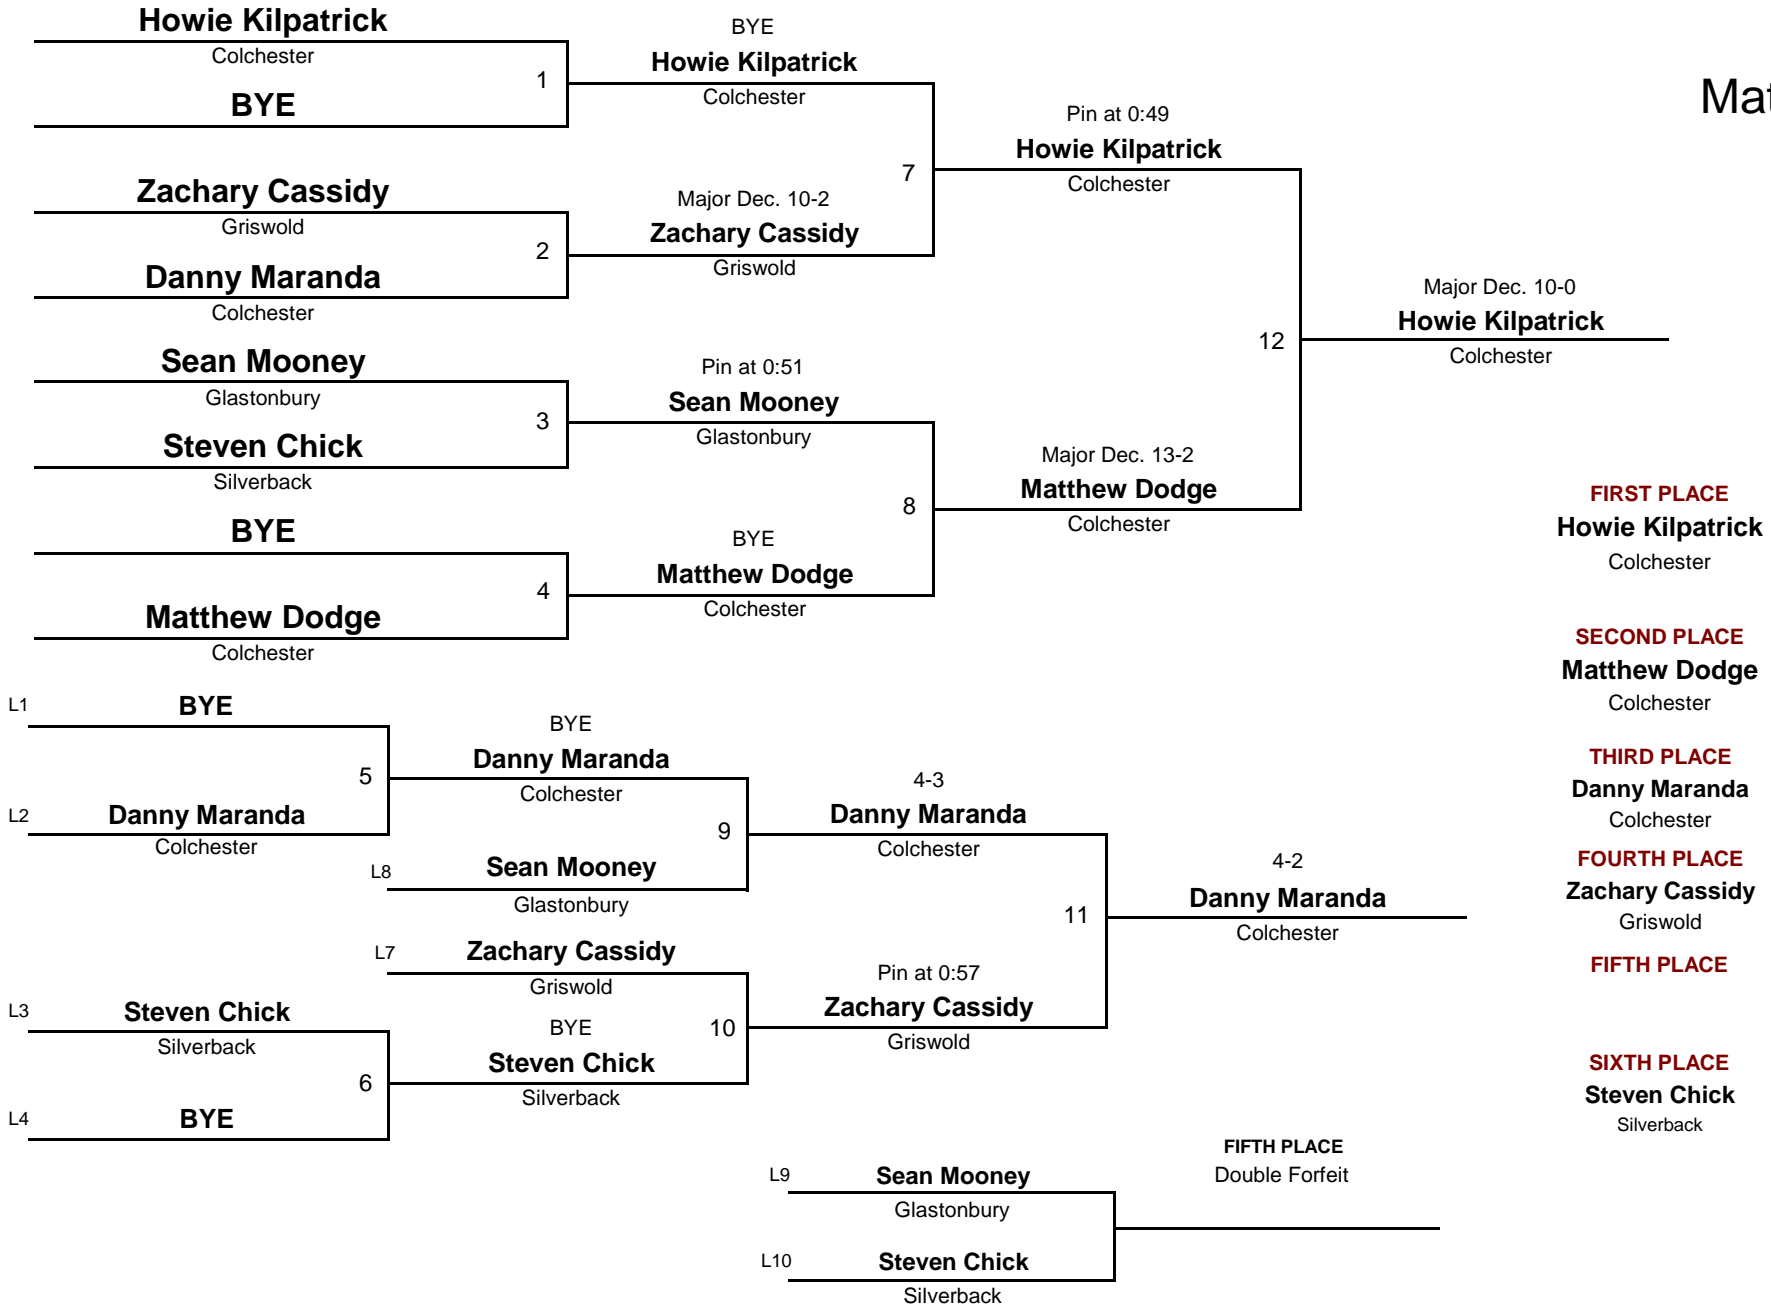 Howie Kilpatrick
Colchester
1
BYE
Zachary Cassidy
Griswold
2
Danny Maranda
Colchester
Sean Mooney
Glastonbury
3
Steven Chick
Silverback
BYE
4
Matthew Dodge
Colchester
BYE
Howie Kilpatrick
Colchester
7
Major Dec. 10-2
Zachary Cassidy
Griswold
Pin at 0:51
Sean Mooney
Glastonbury
8
BYE
Matthew Dodge
Colchester
Pin at 0:49
Howie Kilpatrick
Colchester
12
Major Dec. 13-2
Matthew Dodge
Colchester
Major Dec. 10-0
Howie Kilpatrick
Colchester
Mat
FIRST PLACE
Howie Kilpatrick
Colchester
SECOND PLACE
Matthew Dodge
Colchester
THIRD PLACE
Danny Maranda
Colchester
FOURTH PLACE
Zachary Cassidy
Griswold
FIFTH PLACE
SIXTH PLACE
Steven Chick
Silverback
L1
BYE
5
L2
Danny Maranda
Colchester
L3
Steven Chick
Silverback
6
L4
BYE
BYE
Danny Maranda
Colchester
9
L8
Sean Mooney
Glastonbury
L7
Zachary Cassidy
Griswold
10
BYE
Steven Chick
Silverback
4-3
Danny Maranda
Colchester
11
Pin at 0:57
Zachary Cassidy
Griswold
4-2
Danny Maranda
Colchester
L9
Sean Mooney
Glastonbury
L10
Steven Chick
Silverback
FIFTH PLACE
Double Forfeit